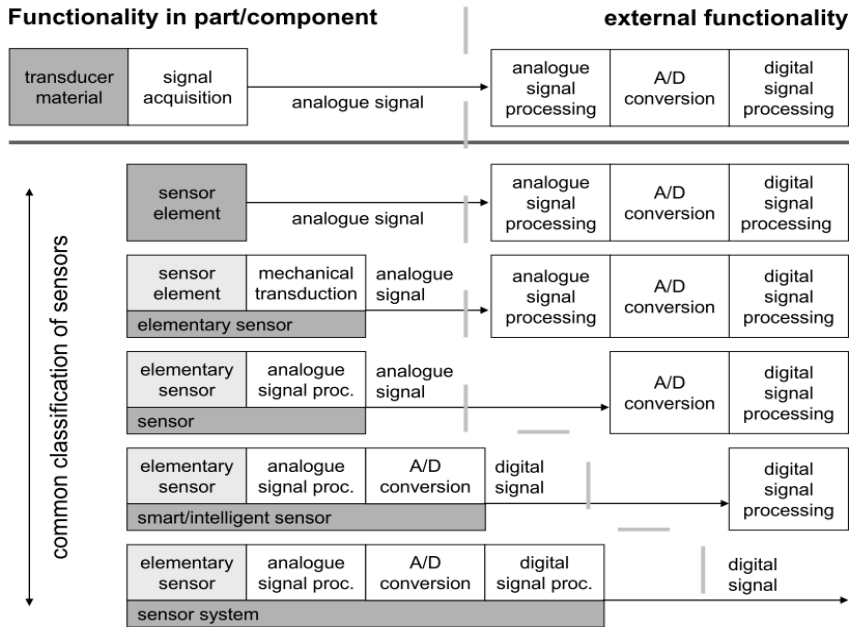 Functionality in part/component
external functionality
transducer
material
signal
acquisition
analogue signal
analogue
signal
processing
A/D
conversion
digital
signal
processing
common classification of sensors
sensor
element
analogue signal
analogue
signal
processing
A/D
conversion
digital
signal
processing
sensor
element
mechanical
transduction
elementary sensor
analogue
signal
analogue
signal
processing
A/D
conversion
digital
signal
processing
elementary
sensor
analogue
signal proc.
sensor
analogue
signal
A/D
conversion
digital
signal
processing
elementary
sensor
analogue
signal proc.
A/D
conversion
smart/intelligent sensor
digital
signal
digital
signal
processing
elementary
sensor
analogue
signal proc.
A/D
conversion
digital
signal proc.
sensor system
digital
signal